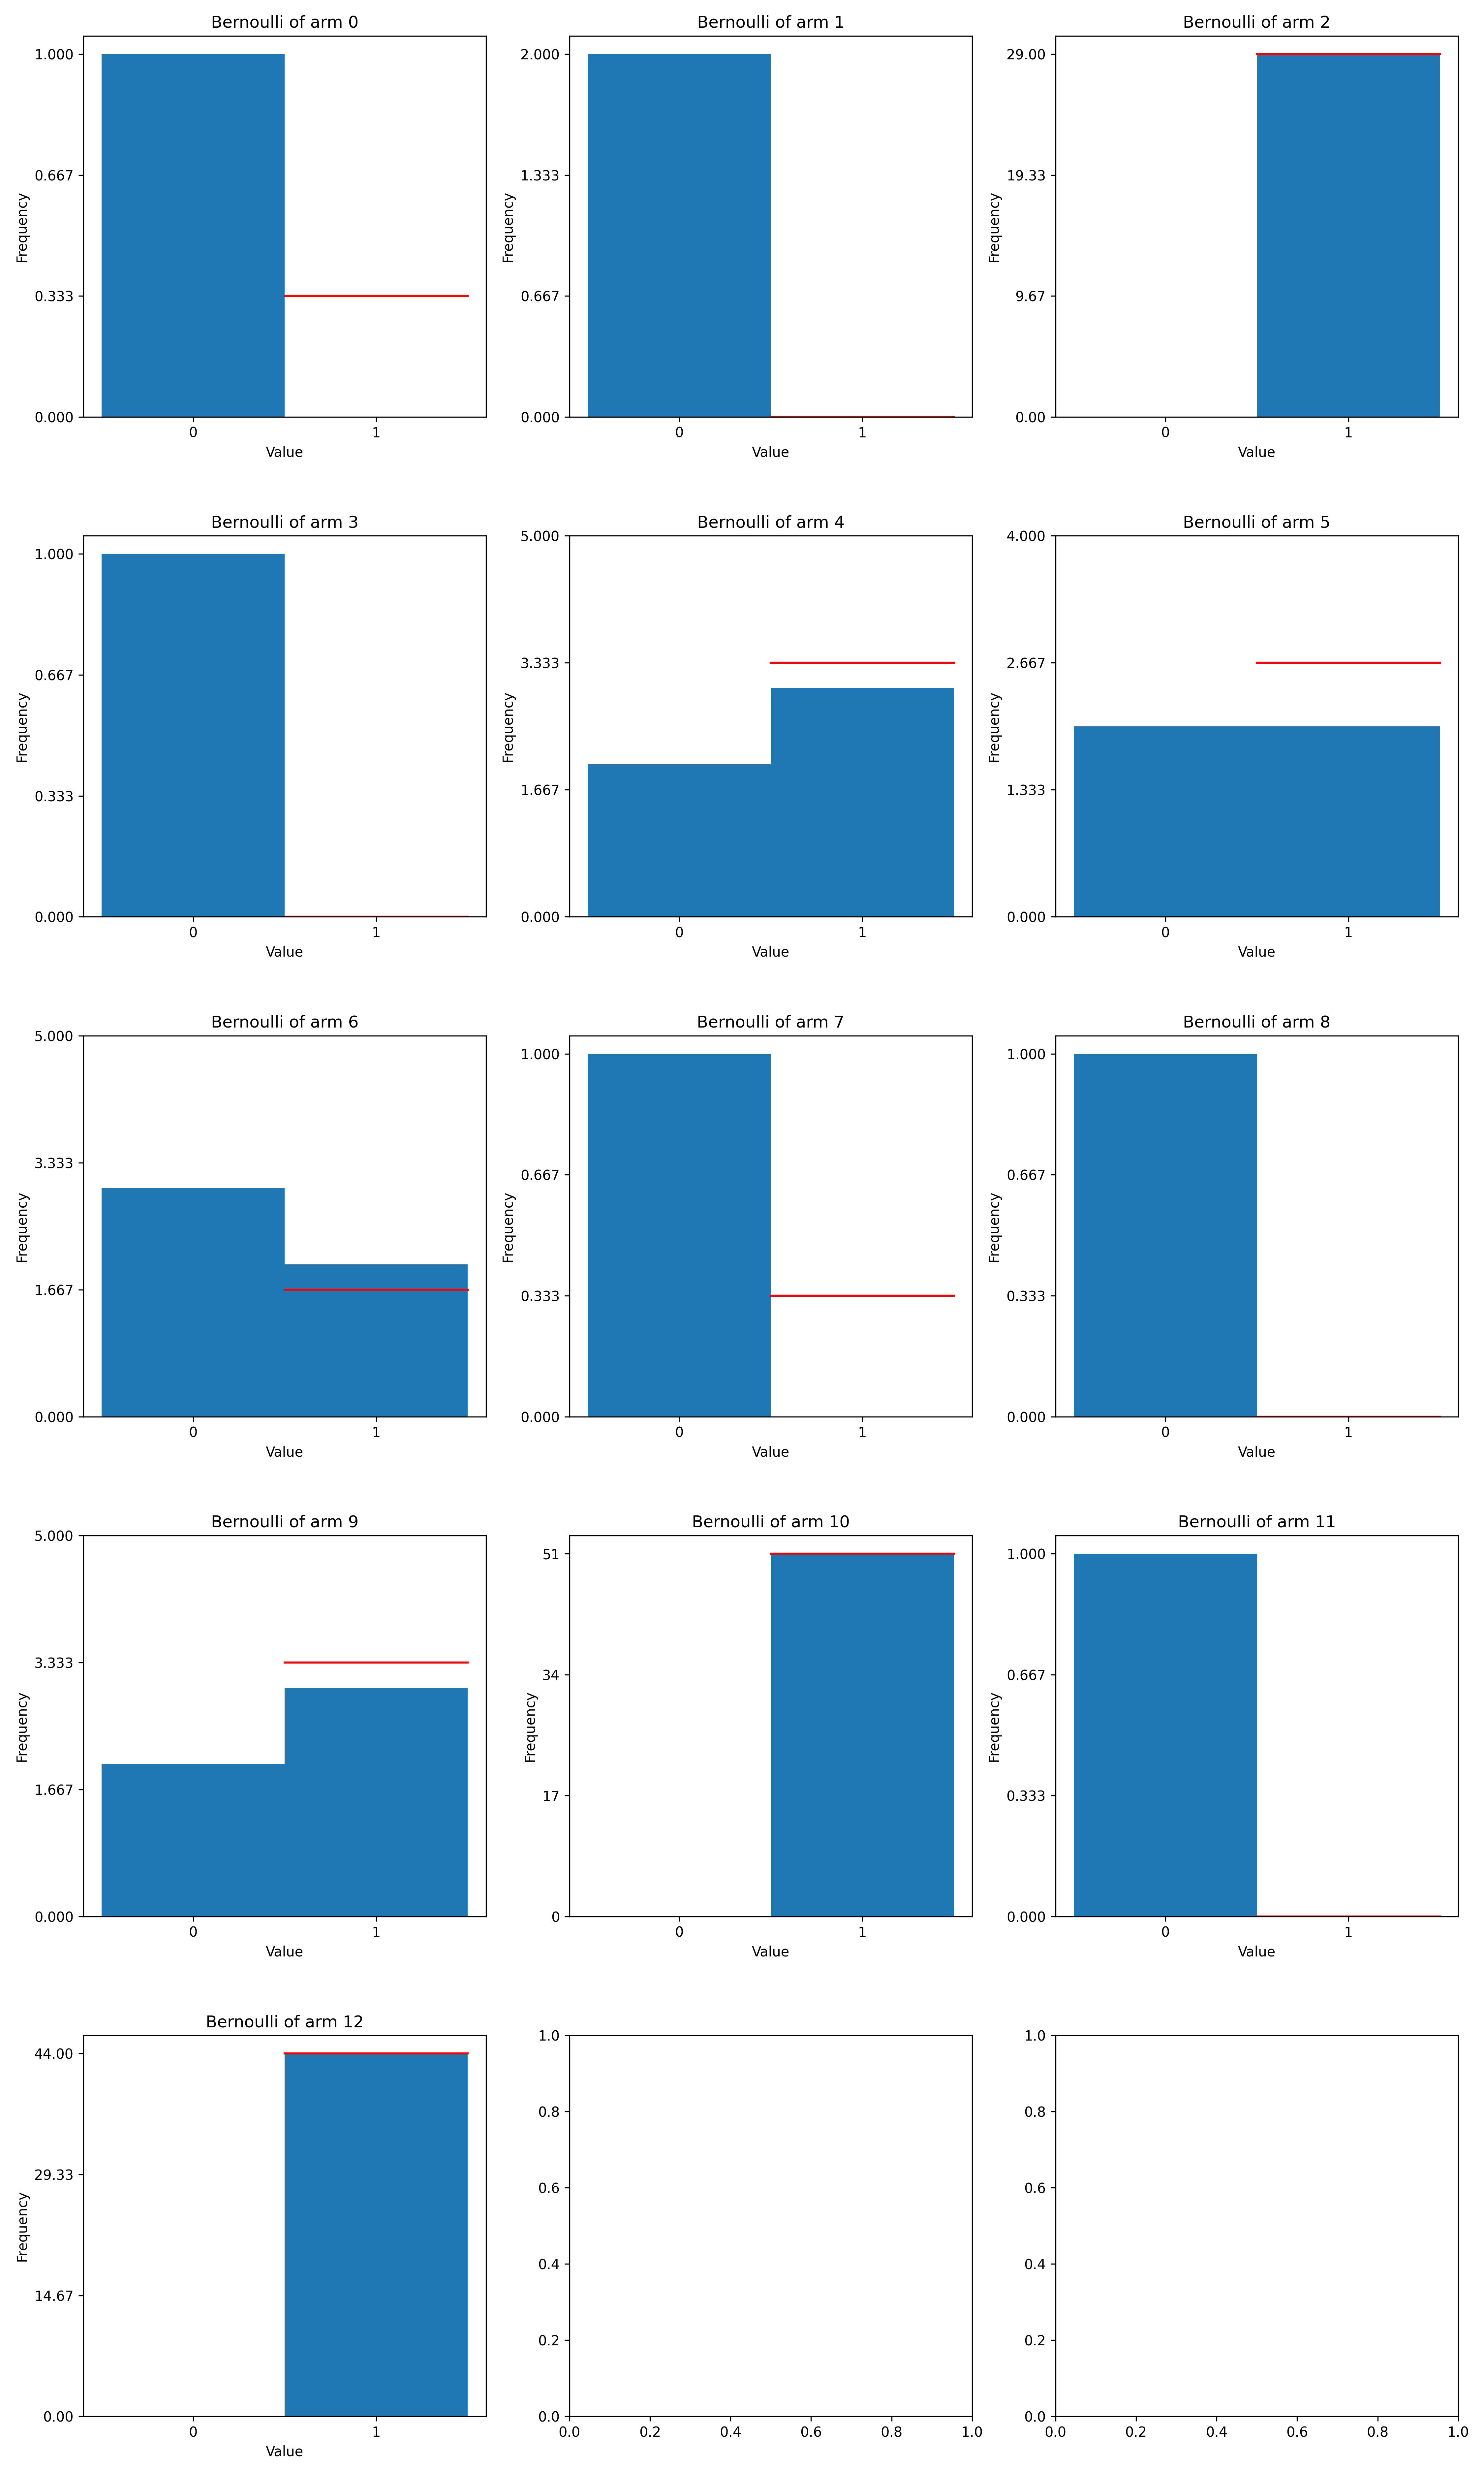 Bernoulli of arm 0
1.000
0.667
0.333
0.000
Frequency
0 1
Value
Bernoulli of arm 1
2.000
1.333
0.667
0.000
Frequency
0 1
Value
Bernoulli of arm 2
29.00
19.33
9.67
0.00
Frequency
0 1
Value
Bernoulli of arm 3
1.000
0.667
0.333
0.000
Frequency
0 1
Value
Bernoulli of arm 4
5.000
3.333
1.667
0.000
Frequency
0 1
Value
Bernoulli of arm 5
4.000
2.667
1.333
0.000
Frequency
0 1
Value
Bernoulli of arm 6
5.000
3.333
1.667
0.000
Frequency
0 1
Value
Bernoulli of arm 7
1.000
0.667
0.333
0.000
Frequency
0 1
Value
Bernoulli of arm 8
1.000
0.667
0.333
0.000
Frequency
0 1
Value
Bernoulli of arm 9
5.000
3.333
1.667
0.000
Frequency
0 1
Value
Bernoulli of arm 10
51
34
17
0
Frequency
0 1
Value
Bernoulli of arm 11
1.000
0.667
0.333
0.000
Frequency
0 1
Value
Bernoulli of arm 12
44.00
29.33
14.67
0.00
Frequency
0 1
Value
1.0
0.8
0.6
0.4
0.2
0.0
0.0 0.2 0.4 0.6 0.8 1.0
1.0
0.8
0.6
0.4
0.2
0.0
0.0 0.2 0.4 0.6 0.8 1.0